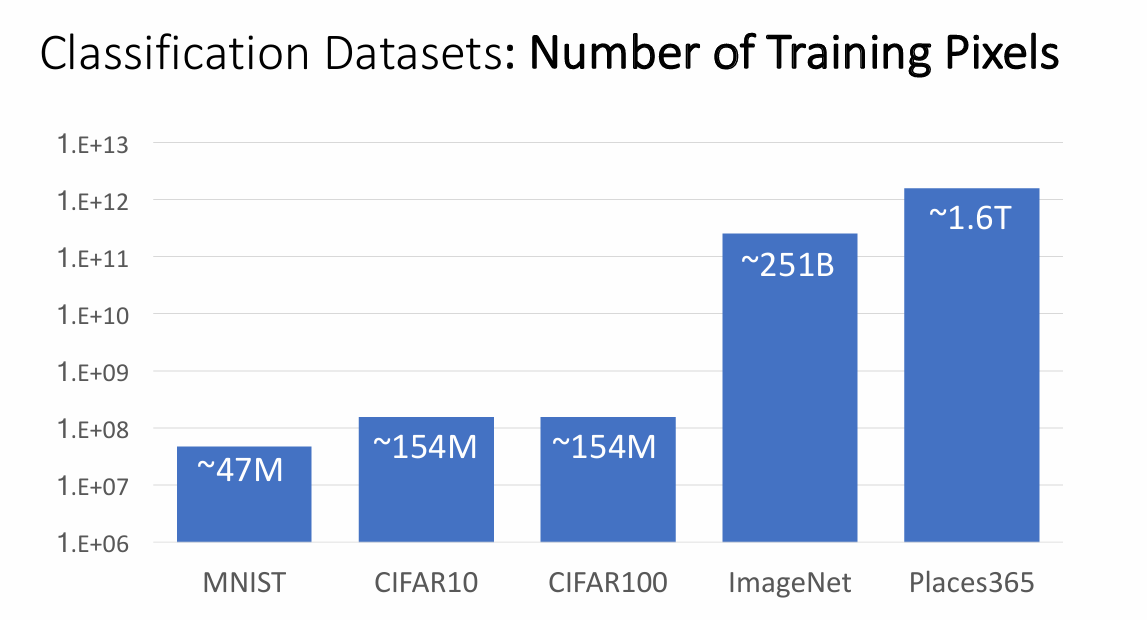 Classification Datasets: Number of Training Pixels
1.E+13
1.E+12
1.E+11
1.E+10
1.E+09
1.E+08
1.E+07
1.E+06
~47M
~154M
~154M
~251B
~1.6T
MNIST
CIFAR10
CIFAR100
ImageNet
Places365